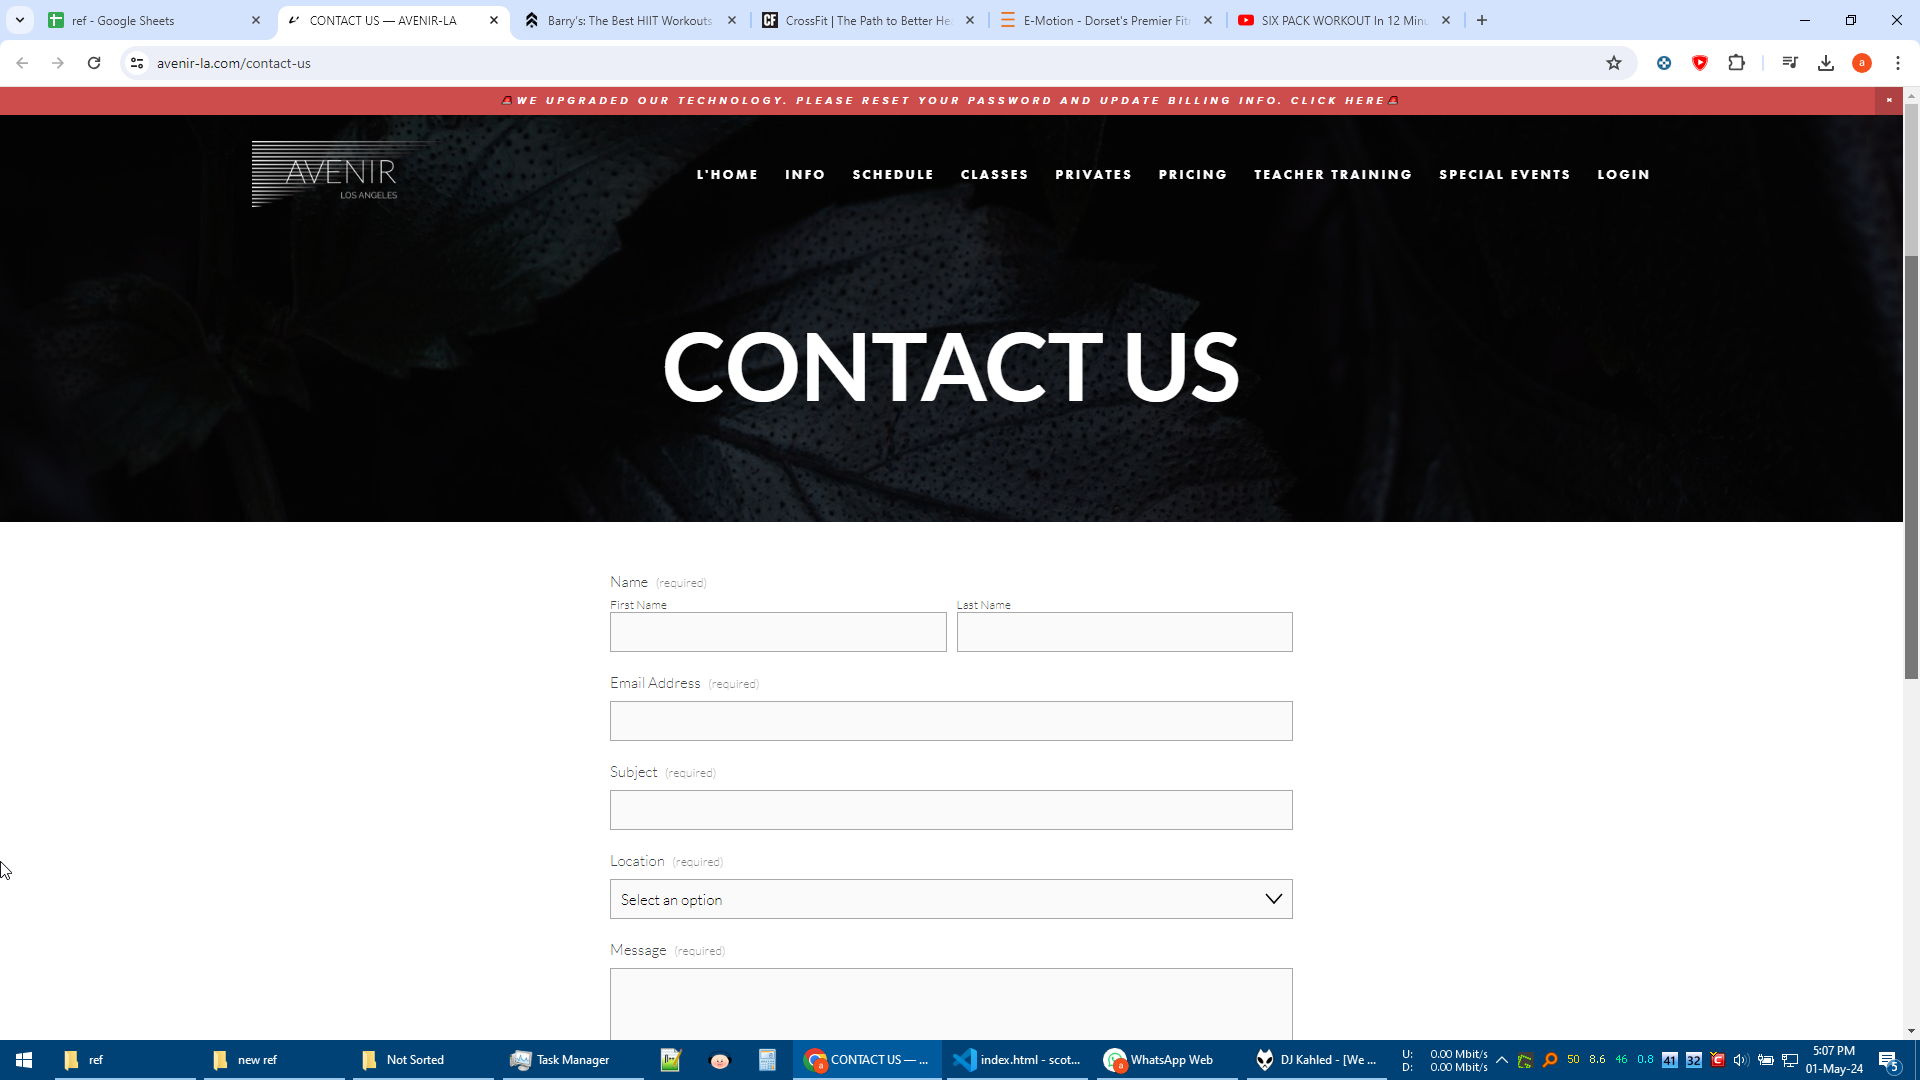 ref - Google Sheets
CONTACT US — AVENIR-LA
Barry's: The Best HIIT Workouts
CrossFit | The Path to Better He
E-Motion - Dorset's Premier Fit
SIX PACK WORKOUT In 12 Minu
avenir-la.com/contact-us
a
WE UPGRADED OUR TECHNOLOGY. PLEASE RESET YOUR PASSWORD AND UPDATE BILLING INFO. CLICK HERE
AVENIR
LOS ANGELES
L'HOME INFO SCHEDULE CLASSES PRIVATES PRICING TEACHER TRAINING SPECIAL EVENTS LOGIN
CONTACT US
Name (required)
First Name Last Name
Email Address (required)
Subject (required)
Location (required)
Select an option
Message (required)
ref
new ref
Not Sorted
Task Manager
CONTACT US — ...
index.html - scot...
WhatsApp Web
DJ Kahled - [We ...
U: 0.00 Mbit/s
D: 0.00 Mbit/s
50 8.6 46 0.8 41 32
5:07 PM
01-May-24
5